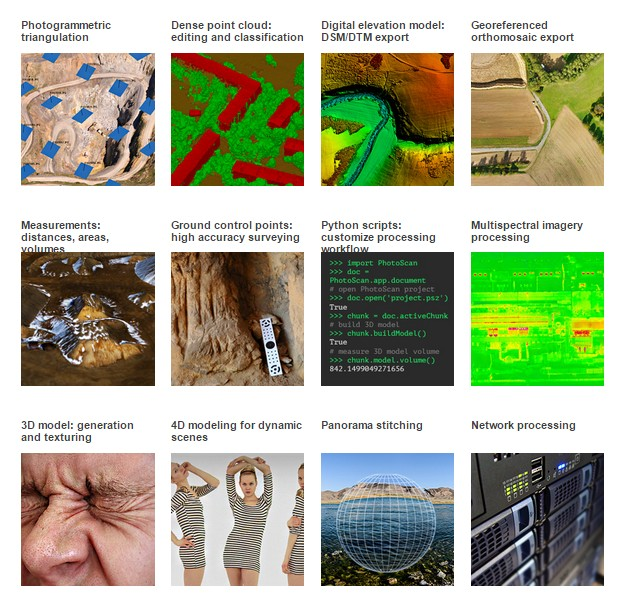 Photogrammetric
triangulation
Dense point cloud:
editing and classification
Digital elevation model:
DSM/DTM export
Georeferenced
orthomosaic export
Measurements:
distances, areas,
volumes
Ground control points:
high accuracy surveying
Python scripts:
customize processing
workflow
Multispectral imagery
processing
>>> import PhotoScan
>>> doc =
PhotoScan.app.document
# open PhotoScan project
>>> doc.open('project.psz')
True
>>> chunk = doc.activeChunk
# build 3D model
>>> chunk.buildModel()
True
# measure 3D model volume
>>> chunk.model.volume()
842.1499049271656
3D model: generation
and texturing
4D modeling for dynamic
scenes
Panorama stitching
Network processing